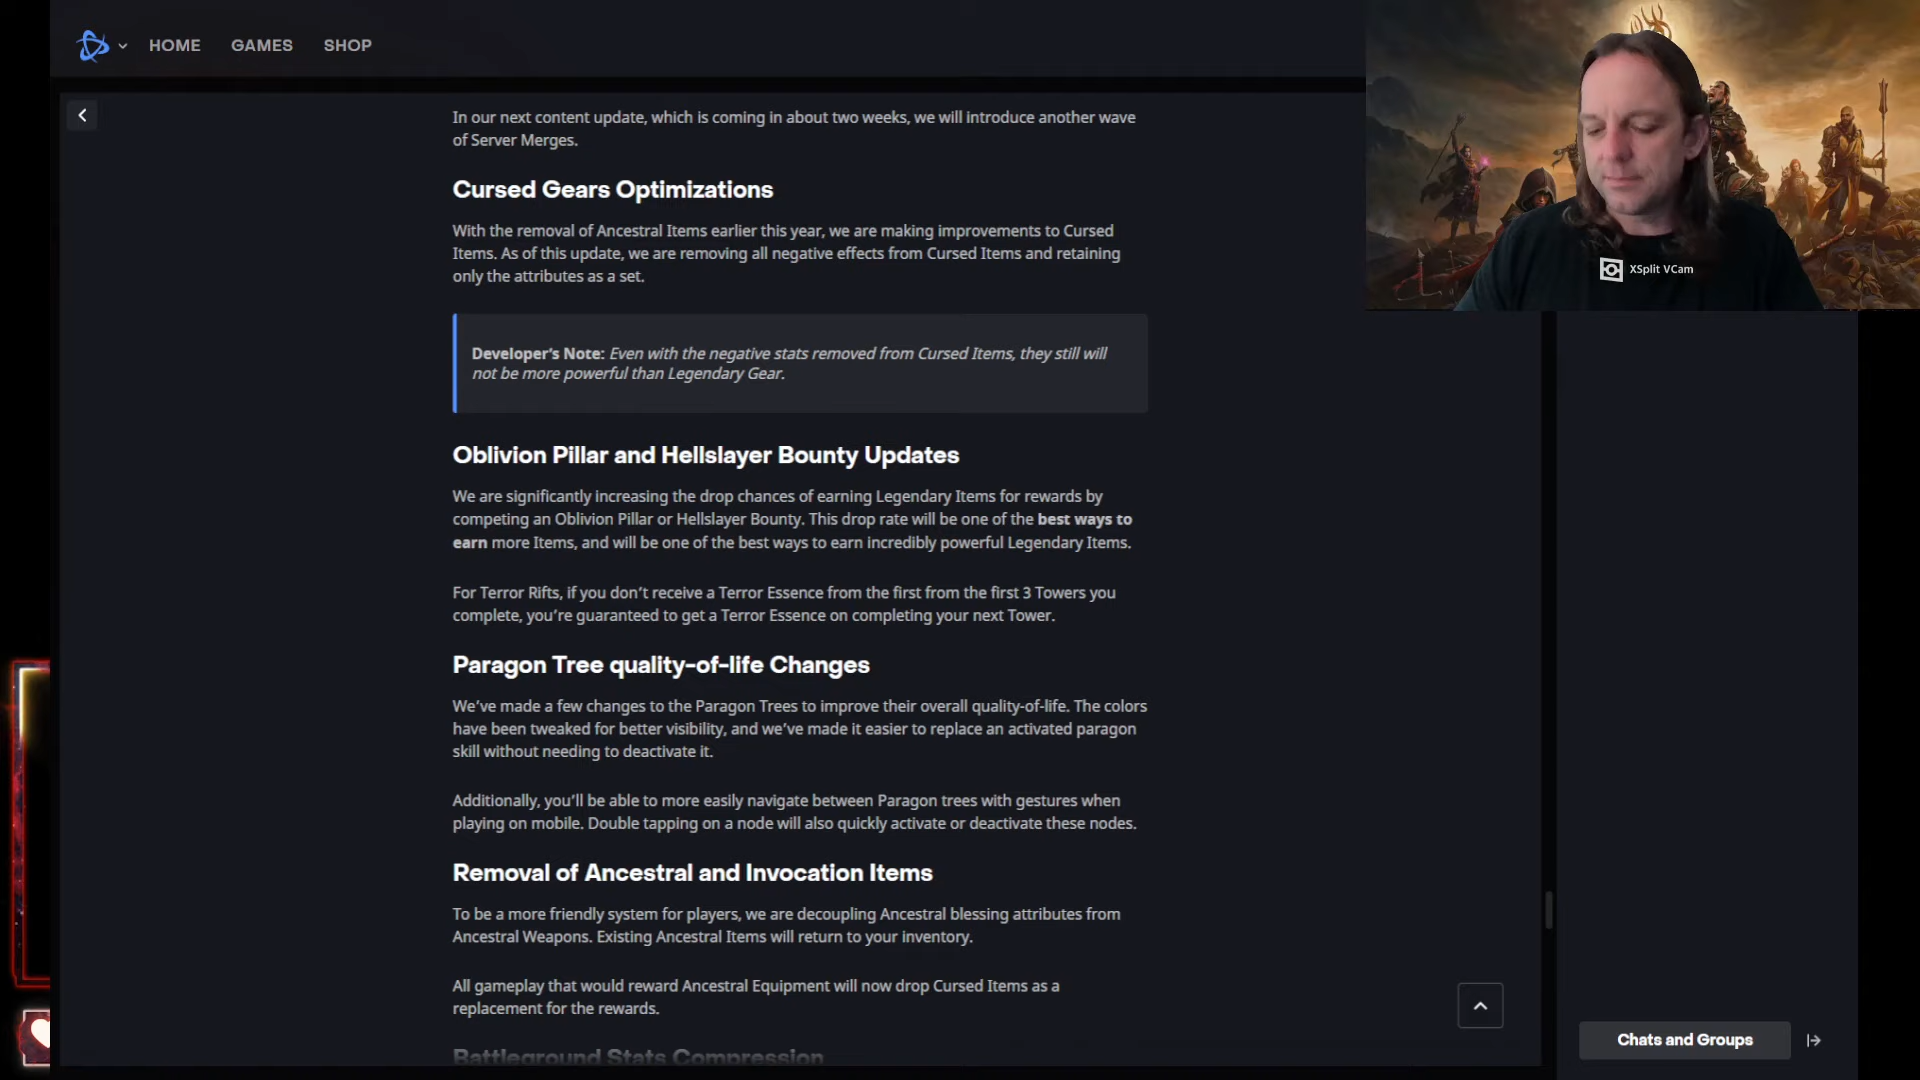 HOME GAMES SHOP
In our next content update, which is coming in about two weeks, we will introduce another wave
of Server Merges.
Cursed Gears Optimizations
With the removal of Ancestral Items earlier this year, we are making improvements to Cursed
Items. As of this update, we are removing all negative effects from Cursed Items and retaining
only the attributes as a set.
XSplit VCam
Developer’s Note: Even with the negative stats removed from Cursed Items, they still will
not be more powerful than Legendary Gear.
Oblivion Pillar and Hellslayer Bounty Updates
We are significantly increasing the drop chances of earning Legendary Items for rewards by
competing an Oblivion Pillar or Hellslayer Bounty. This drop rate will be one of the best ways to
earn more Items, and will be one of the best ways to earn incredibly powerful Legendary Items.
For Terror Rifts, if you don’t receive a Terror Essence from the first from the first 3 Towers you
complete, you’re guaranteed to get a Terror Essence on completing your next Tower.
Paragon Tree quality-of-life Changes
We’ve made a few changes to the Paragon Trees to improve their overall quality-of-life. The colors
have been tweaked for better visibility, and we’ve made it easier to replace an activated paragon
skill without needing to deactivate it.
Additionally, you’ll be able to more easily navigate between Paragon trees with gestures when
playing on mobile. Double tapping on a node will also quickly activate or deactivate these nodes.
Removal of Ancestral and Invocation Items
To be a more friendly system for players, we are decoupling Ancestral blessing attributes from
Ancestral Weapons. Existing Ancestral Items will return to your inventory.
All gameplay that would reward Ancestral Equipment will now drop Cursed Items as a
replacement for the rewards.
Battleground Stats Compression
Chats and Groups